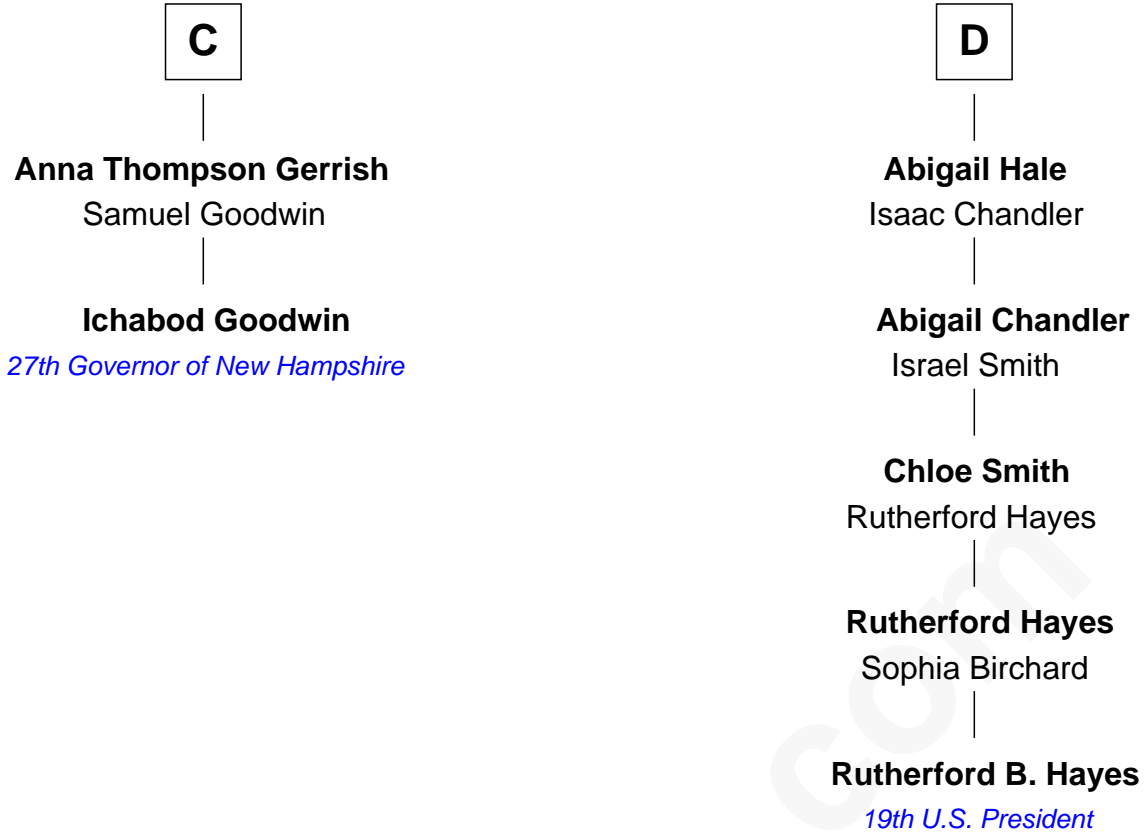 C
Anna Thompson Gerrish
Samuel Goodwin
Ichabod Goodwin
27th Governor of New Hampshire
D
Abigail Hale
Isaac Chandler
Abigail Chandler
Israel Smith
Chloe Smith
Rutherford Hayes
Rutherford Hayes
Sophia Birchard
Rutherford B. Hayes
19th U.S. President
com